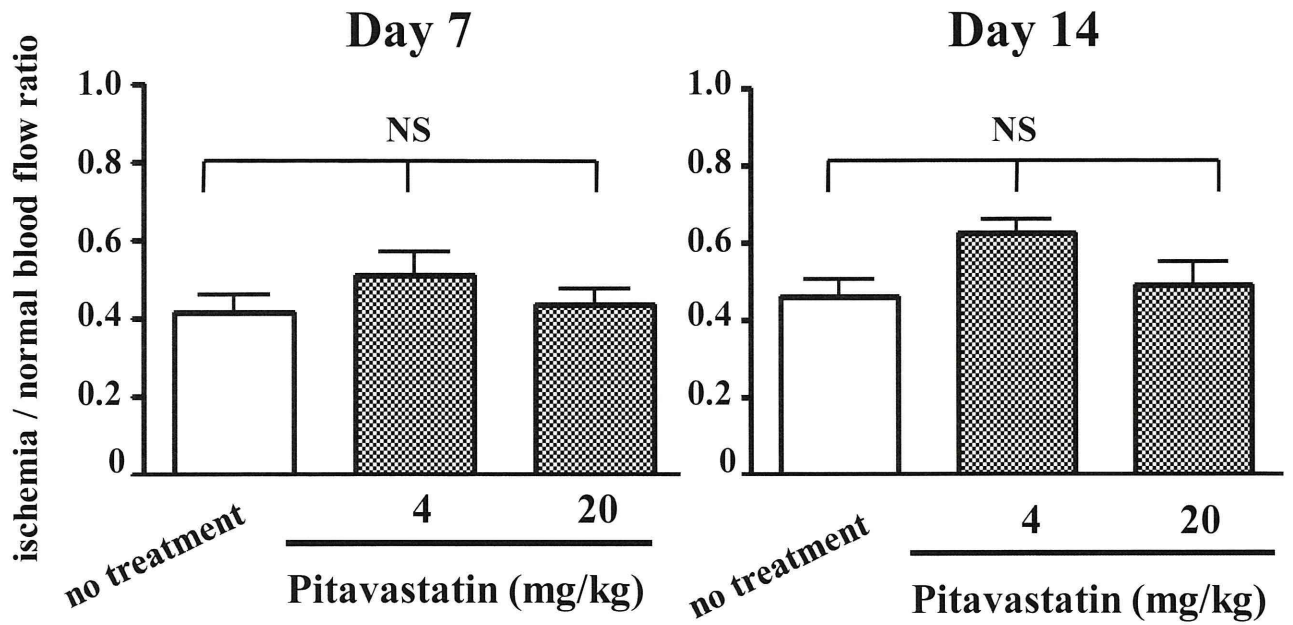 Day 7
ischemia / normal blood flow ratio
1.0
0.8
0.6
0.4
0.2
0
NS
no treatment
4
20
Pitavastatin (mg/kg)
Day 14
1.0
0.8
0.6
0.4
0.2
0
NS
no treatment
4
20
Pitavastatin (mg/kg)